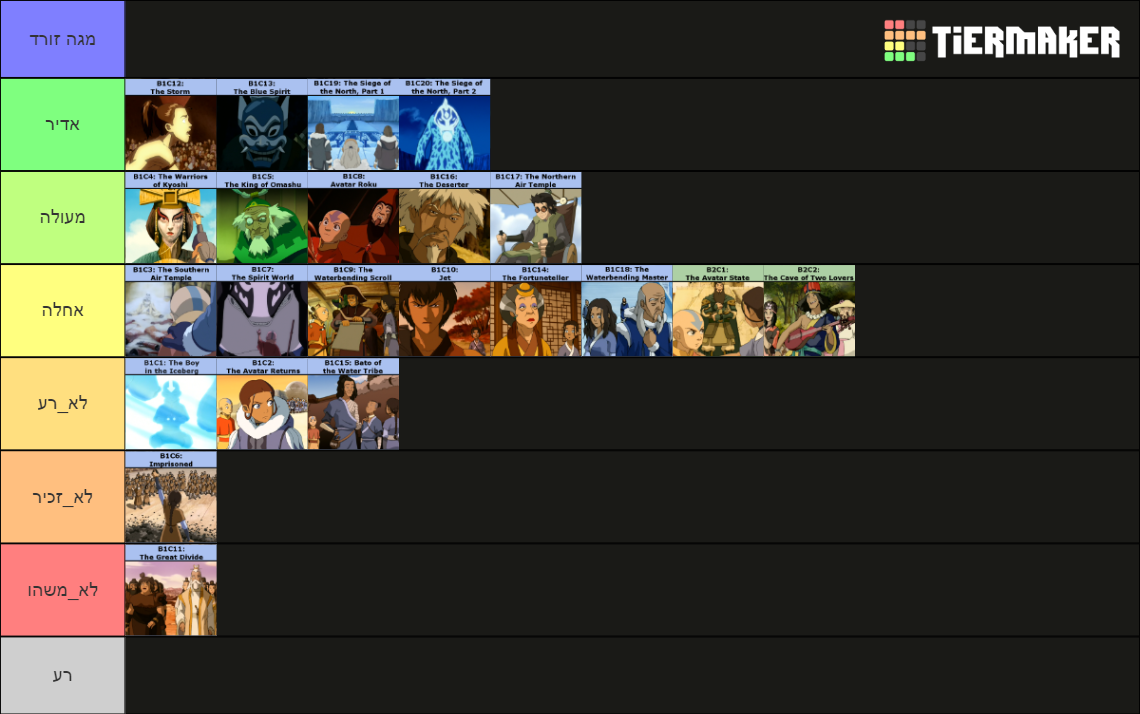 מגה זורד
TIERMAKER
אדיר
B1C12:
The Storm
B1C13:
The Blue Spirit
B1C19: The Siege of
the North, Part 1
B1C20: The Siege of
the North, Part 2
מעולה
B1C4: The Warriors
of Kyoshi
B1C5:
The King of Omashu
B1C8:
Avatar Roku
B1C16:
The Deserter
B1C17: The Northern
Air Temple
אחלה
B1C3: The Southern
Air Temple
B1C7:
The Spirit World
B1C9: The
Waterbending Scroll
B1C10:
Jet
B1C14:
The Fortuneteller
B1C18: The
Waterbending Master
B2C1:
The Avatar State
B2C2:
The Cave of Two Lovers
לא_רע
B1C1: The Boy
in the Iceberg
B1C2:
The Avatar Returns
B1C15: Bato of
the Water Tribe
לא_זכיר
B1C6:
Imprisoned
לא_משהו
B1C11:
The Great Divide
רע